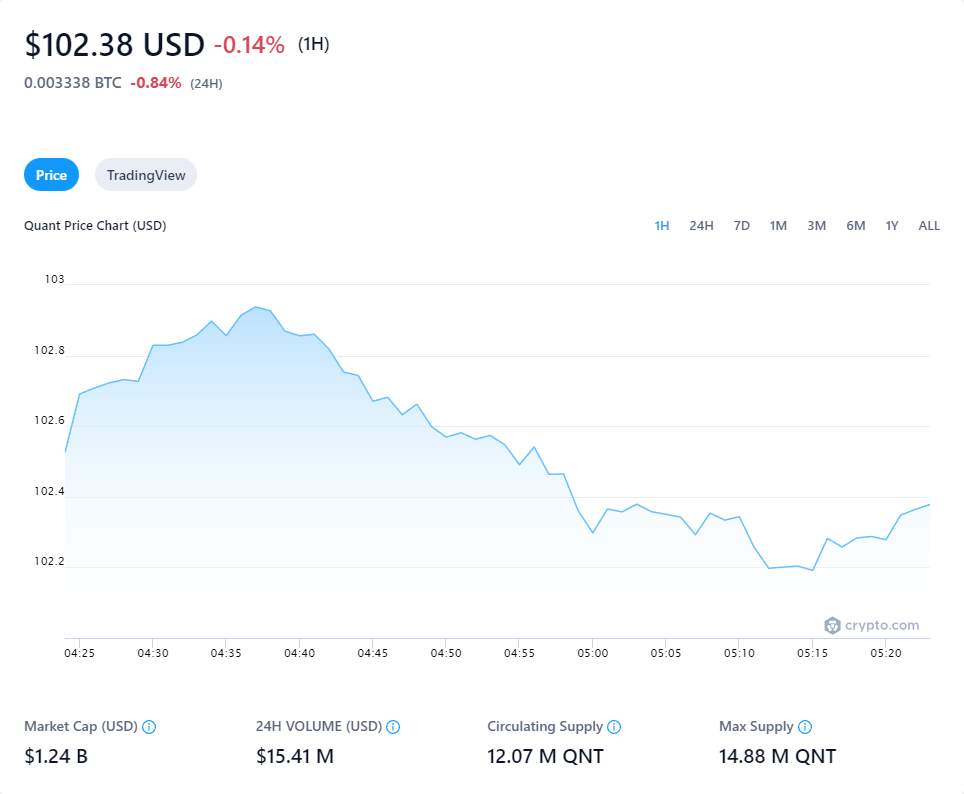 $102.38 USD -0.14% (1H)
0.003338 BTC -0.84% (24H)
Price TradingView
Quant Price Chart (USD) 1H 24H 7D 1M 3M 6M 1Y ALL
103
102.8
102.6
102.4
102.2
crypto.com
04:25 04:30 04:35 04:40 04:45 04:50 04:55 05:00 05:05 05:10 05:15 05:20
Market Cap (USD) 24H VOLUME (USD) Circulating Supply Max Supply
$1.24 B $15.41 M 12.07 M QNT 14.88 M QNT